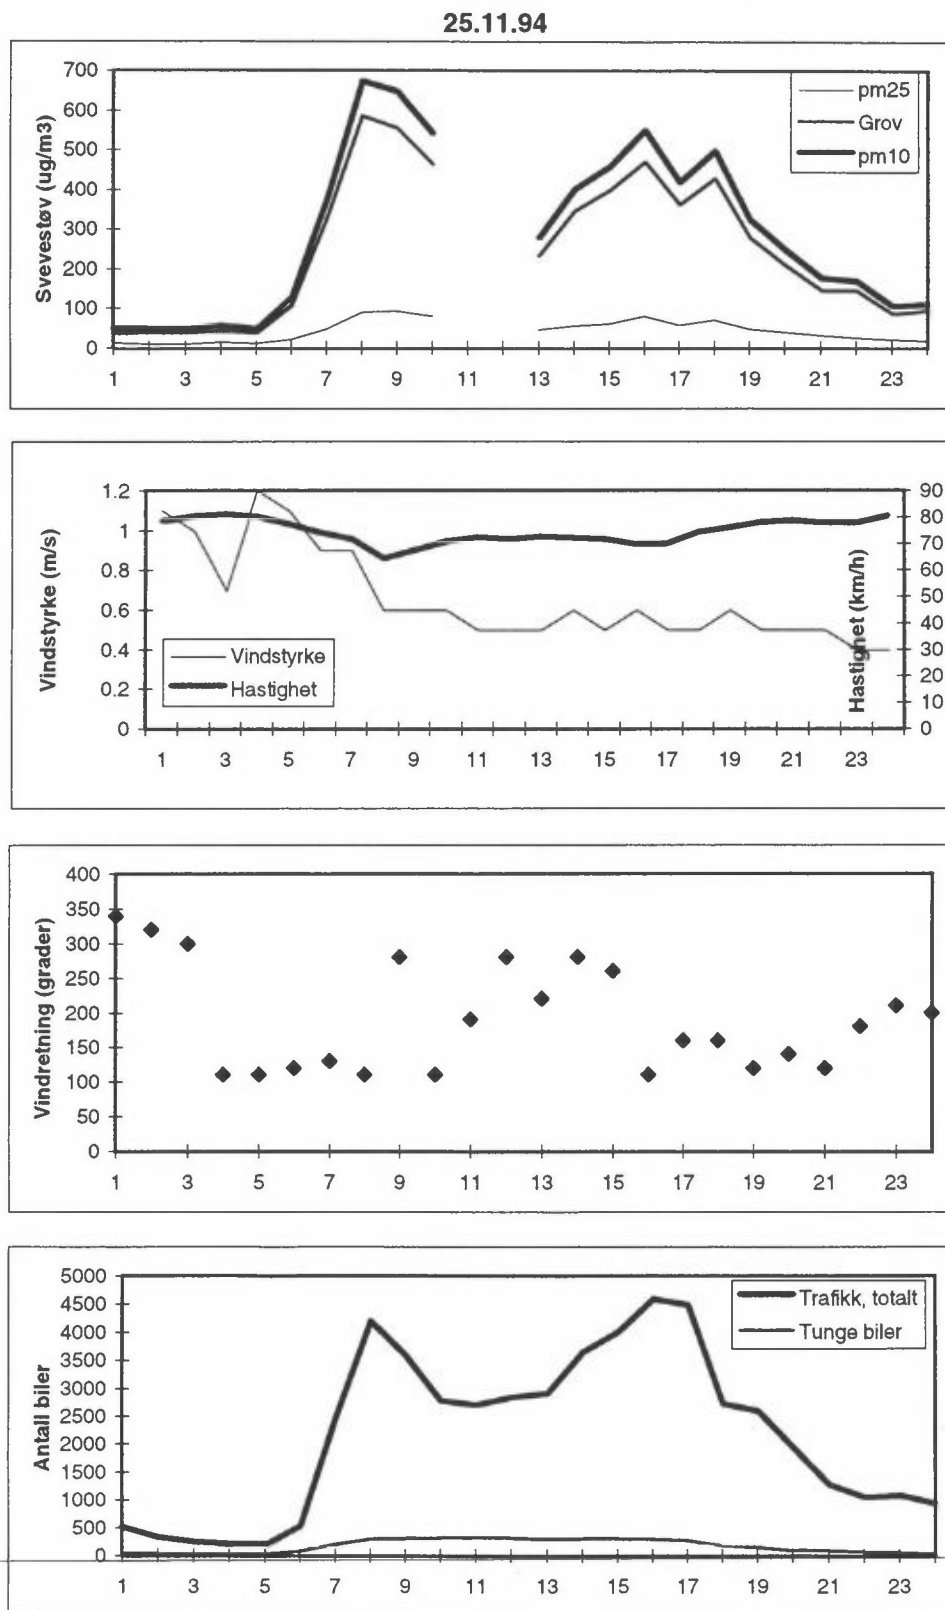 25.11.94
Svevestøv (ug/m3)
700
600
500
400
300
200
100
0
pm25
Grov
pm10
1 3 5 7 9 11 13 15 17 19 21 23
Vindstyrke (m/s)
1.2
1
0.8
0.6
0.4
0.2
0
Vindstyrke
Hastighet
Hastighet (km/h)
90
80
70
60
50
40
30
20
10
0
1 3 5 7 9 11 13 15 17 19 21 23
Vindretning (grader)
400
350
300
250
200
150
100
50
0
1 3 5 7 9 11 13 15 17 19 21 23
Antall biler
5000
4500
4000
3500
3000
2500
2000
1500
1000
500
0
Trafikk, totalt
Tunge biler
1 3 5 7 9 11 13 15 17 19 21 23